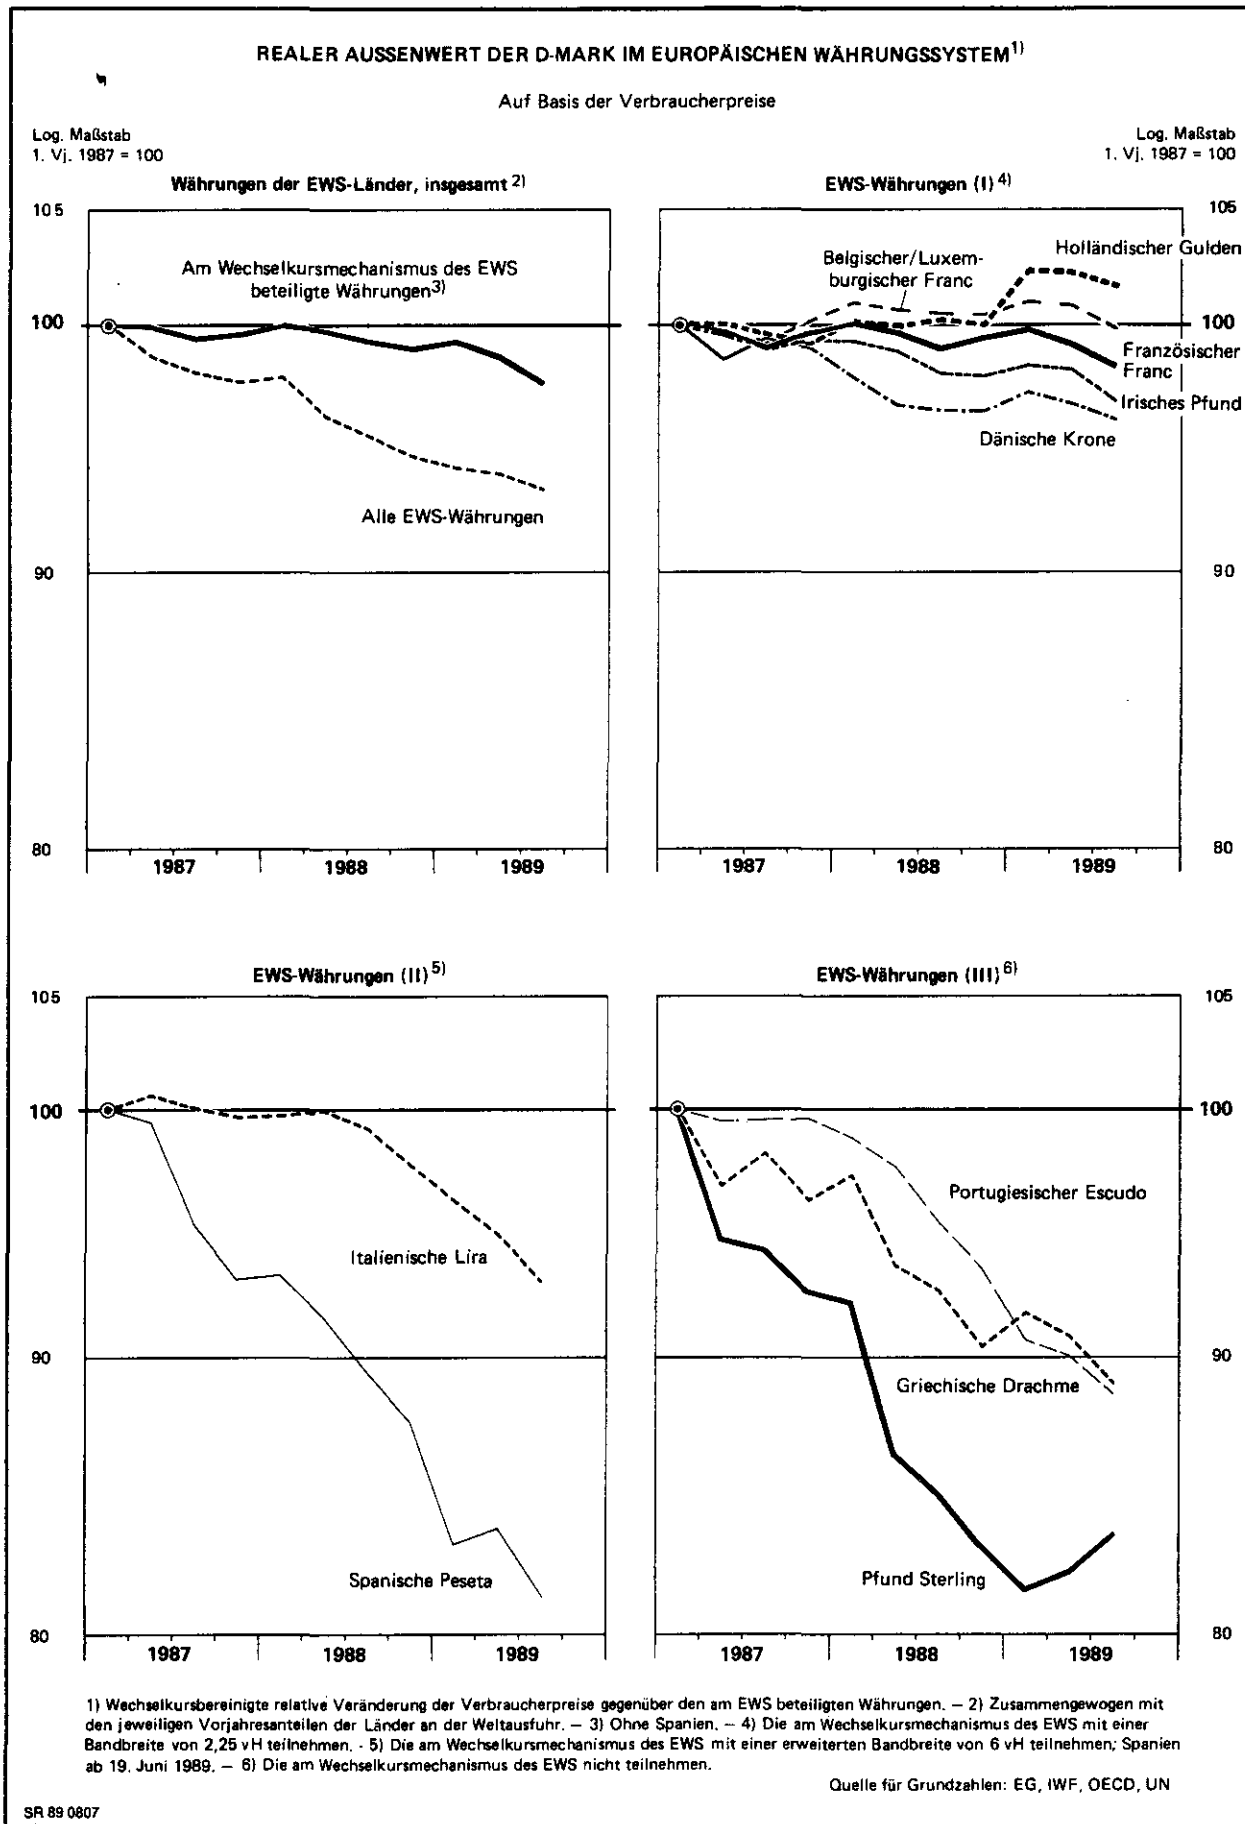 REALER AUSSENWERT DER D-MARK IM EUROPÄISCHEN WÄHRUNGSSYSTEM1)
Auf Basis der Verbraucherpreise
Log. Maßstab
1. Vj. 1987 = 100
Log. Maßstab
1. Vj. 1987 = 100
Währungen der EWS-Länder, insgesamt 2)
105
Am Wechselkursmechanismus des EWS
beteiligte Währungen3)
100
Alle EWS-Währungen
90
80
1987 1988 1989
EWS-Währungen (I) 4)
105
Holländischer Gulden
Belgischer/Luxem-
burgischer Franc
100
Französischer
Franc
Irisches Pfund
Dänische Krone
90
80
1987 1988 1989
EWS-Währungen (II) 5)
105
100
Italienische Lira
90
Spanische Peseta
80
1987 1988 1989
EWS-Währungen (III) 6)
105
100
Portugiesischer Escudo
90
Griechische Drachme
Pfund Sterling
80
1987 1988 1989
1) Wechselkursbereinigte relative Veränderung der Verbraucherpreise gegenüber den am EWS beteiligten Währungen. — 2) Zusammengewogen mit
den jeweiligen Vorjahresanteilen der Länder an der Weltausfuhr. — 3) Ohne Spanien. — 4) Die am Wechselkursmechanismus des EWS mit einer
Bandbreite von 2,25 vH teilnehmen. - 5) Die am Wechselkursmechanismus des EWS mit einer erweiterten Bandbreite von 6 vH teilnehmen; Spanien
ab 19. Juni 1989. — 6) Die am Wechselkursmechanismus des EWS nicht teilnehmen.
Quelle für Grundzahlen: EG, IWF, OECD, UN
SR 89 0807